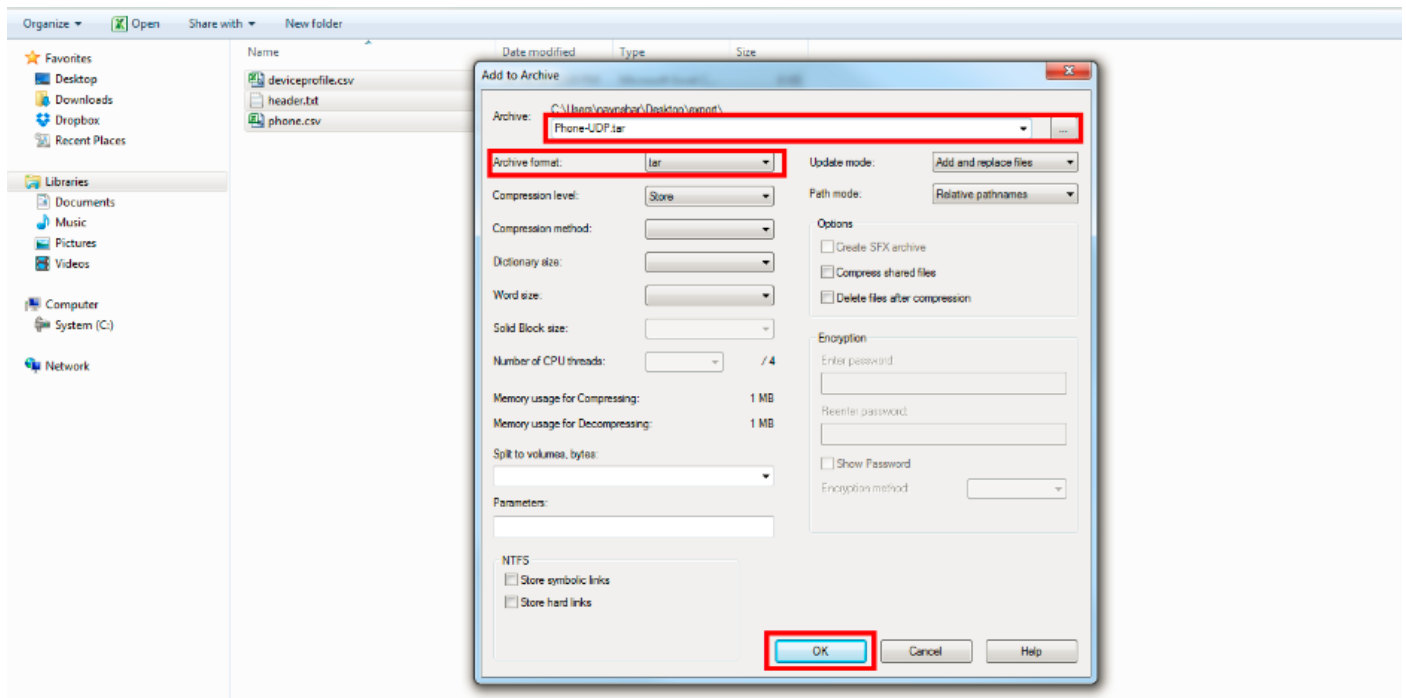 Organize Open Share with New folder
Favorites
Desktop
Downloads
Dropbox
Recent Places
Libraries
Documents
Music
Pictures
Videos
Computer
System (C:)
Network
Name Date modified Type Size
deviceprofile.csv
header.txt
phone.csv
Add to Archive
Archive:
Phone-UDP.tar
...
Archive format: tar
Compression level: Store
Compression method:
Dictionary size:
Word size:
Solid Block size:
Number of CPU threads: / 4
Memory usage for Compressing: 1 MB
Memory usage for Decompressing: 1 MB
Split to volumes, bytes:
Parameters:
NTFS
Store symbolic links
Store hard links
Update mode: Add and replace files
Path mode: Relative pathnames
Options
Create SFX archive
Compress shared files
Delete files after compression
Encryption
Enter password
Reenter password:
Show Password
Encryption method:
OK Cancel Help